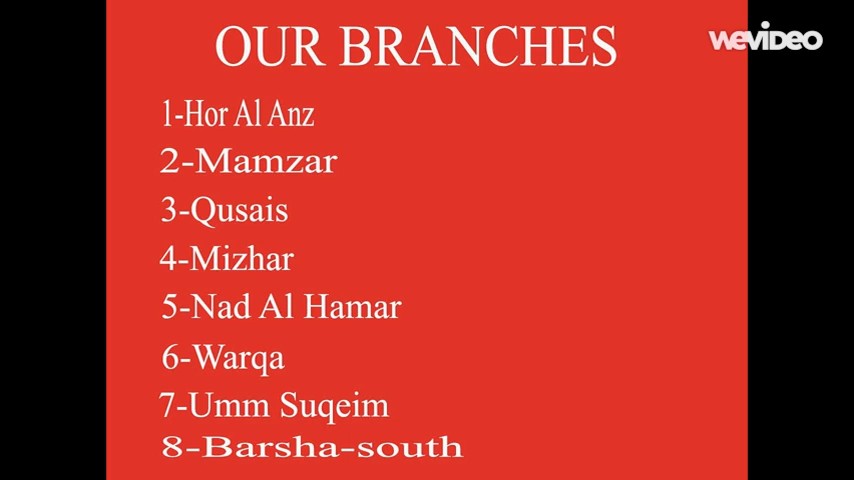 OUR BRANCHES
WEVIDEO
1-Hor Al Anz
2-Mamzar
3-Qusais
4-Mizhar
5-Nad Al Hamar
6-Warqa
7-Umm Suqeim
8-Barsha-south